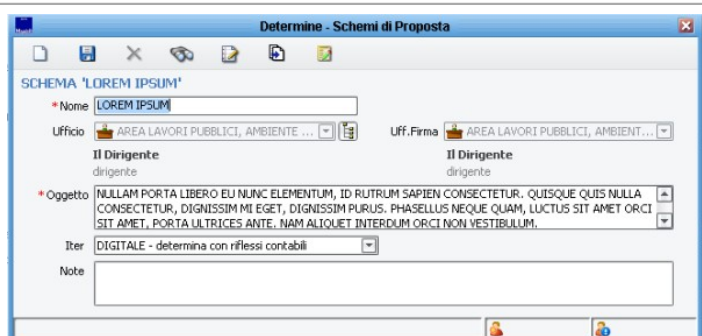 Determine - Schemi di Proposta
SCHEMA 'LOREM IPSUM'
* Nome LOREM IPSUM
Ufficio AREA LAVORI PUBBLICI, AMBIENTE ... Uff.Firma AREA LAVORI PUBBLICI, AMBIENT...
Il Dirigente Il Dirigente
dirigente dirigente
* Oggetto NULLAM PORTA LIBERO EU NUNC ELEMENTUM, ID RUTRUM SAPIEN CONSECTETUR. QUISQUE QUIS NULLA
CONSECTETUR, DIGNISSIM MI EGET, DIGNISSIM PURUS. PHASELLUS NEQUE QUAM, LUCTUS SIT AMET ORCI
SIT AMET, PORTA ULTRICES ANTE. NAM ALIQUET INTERDUM ORCI NON VESTIBULUM.
Iter DIGITALE - determina con riflessi contabili
Note